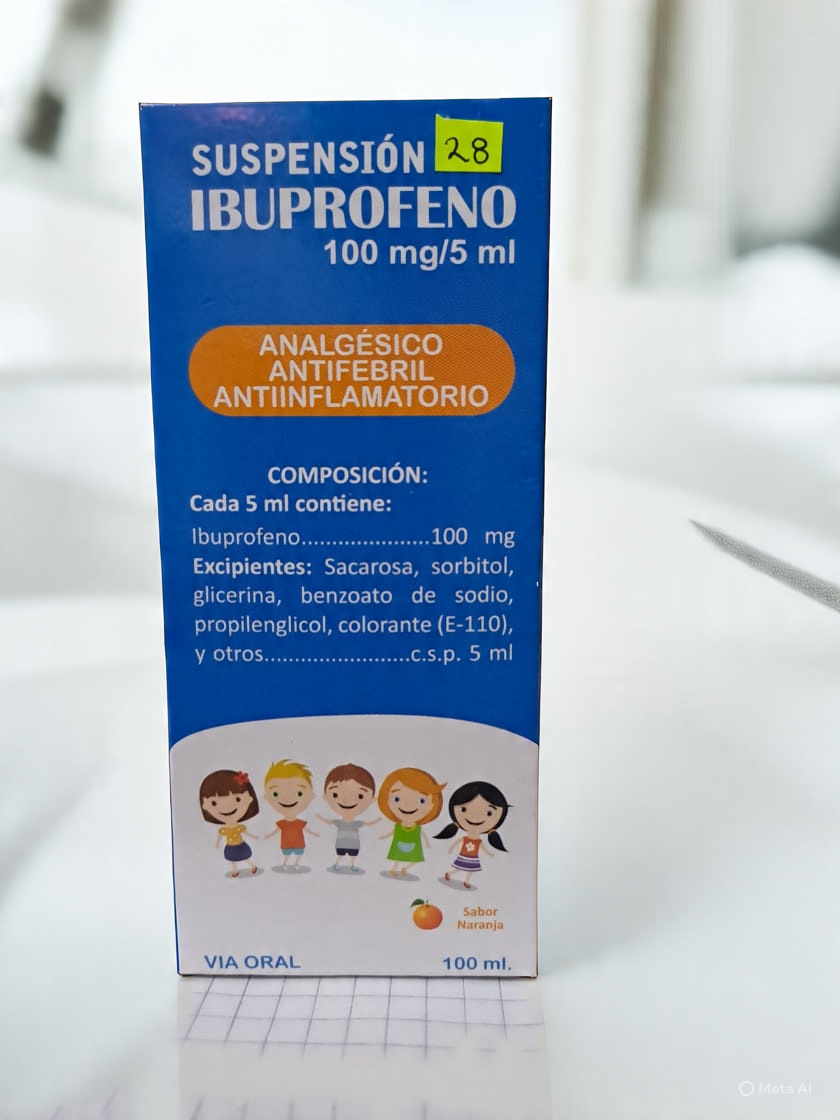 SUSPENSIÓN 28
IBUPROFENO
100 mg/5 ml
ANALGÉSICO
ANTIFEBRIL
ANTIINFLAMATORIO
COMPOSICIÓN:
Cada 5 ml contiene:
Ibuprofeno......................100 mg
Excipientes: Sacarosa, sorbitol,
glicerina, benzoato de sodio,
propilenglicol, colorante (E-110),
y otros.........................c.s.p. 5 ml
Sabor
Naranja
VIA ORAL 100 ml.
Meta AI